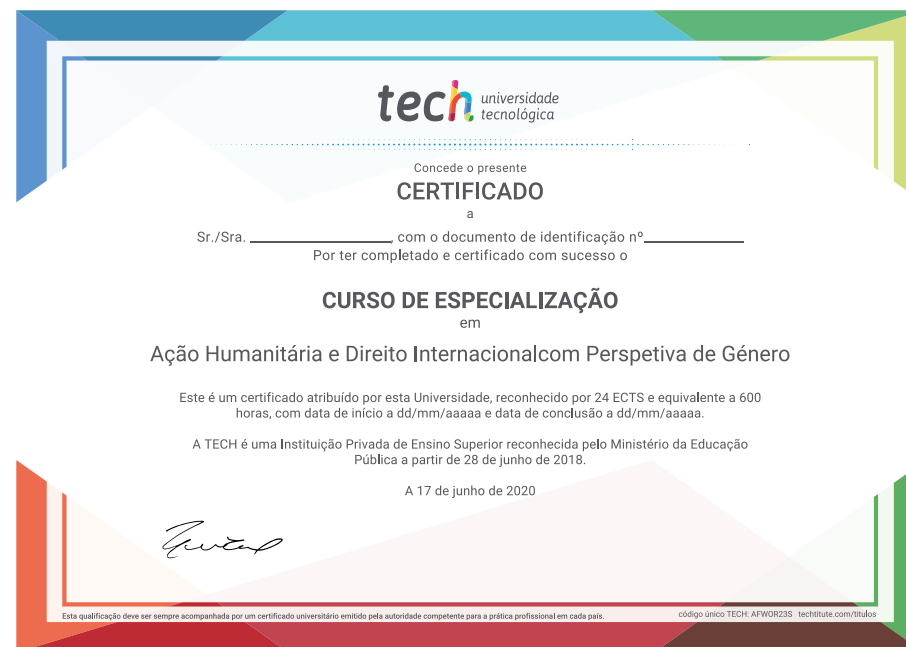 tech universidade
tecnológica
Concede o presente
CERTIFICADO
a
Sr./Sra. ____________________, com o documento de identificação nº______________
Por ter completado e certificado com sucesso o
CURSO DE ESPECIALIZAÇÃO
em
Ação Humanitária e Direito Internacionalcom Perspetiva de Género
Este é um certificado atribuído por esta Universidade, reconhecido por 24 ECTS e equivalente a 600
horas, com data de início a dd/mm/aaaaa e data de conclusão a dd/mm/aaaaa.
A TECH é uma Instituição Privada de Ensino Superior reconhecida pelo Ministério da Educação
Pública a partir de 28 de junho de 2018.
A 17 de junho de 2020
Esta qualificação deve ser sempre acompanhada por um certificado universitário emitido pela autoridade competente para a prática profissional em cada país.
código único TECH: AFWOR23S techtitute.com/titulos